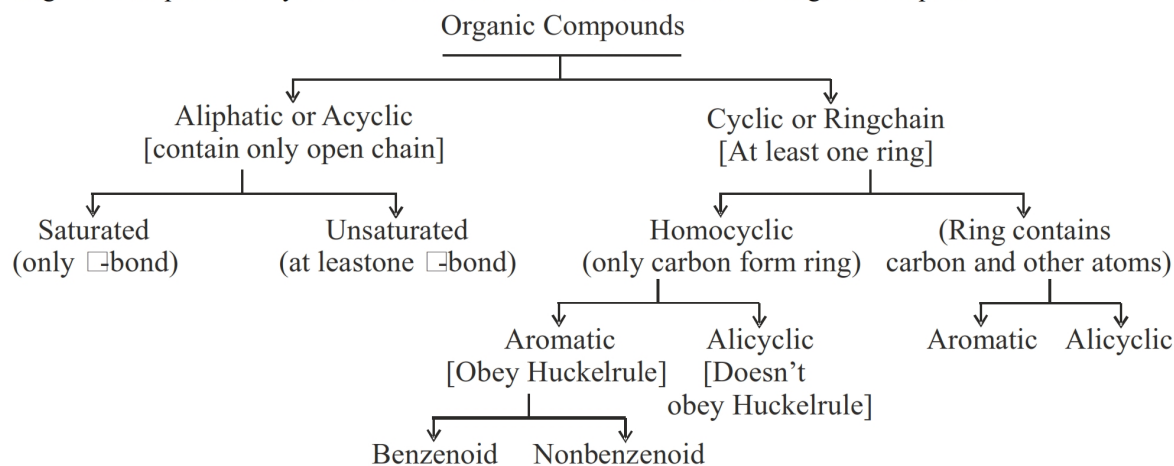 Organic Compounds
Aliphatic or Acyclic
[contain only open chain]
Cyclic or Ringchain
[At least one ring]
Saturated
(only □-bond)
Unsaturated
(at leastone □-bond)
Homocyclic
(only carbon form ring)
(Ring contains
carbon and other atoms)
Aromatic
[Obey Huckelrule]
Alicyclic
[Doesn't
obey Huckelrule]
Aromatic
Alicyclic
Benzenoid
Nonbenzenoid